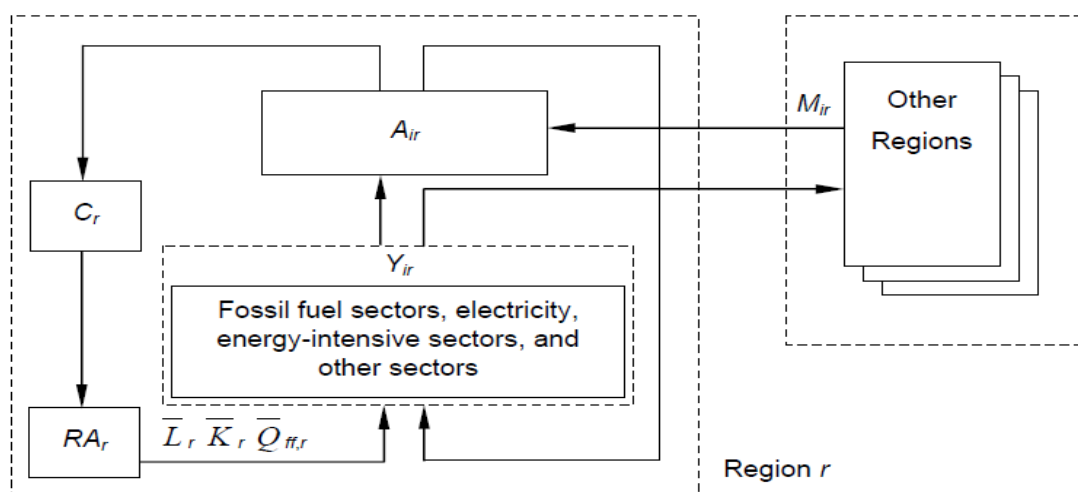 M_ir
Other
Regions
A_ir
C_r
Y_ir
Fossil fuel sectors, electricity,
energy-intensive sectors, and
other sectors
RA_r
L̅_r K̅_r Q̅_ff,r
Region r